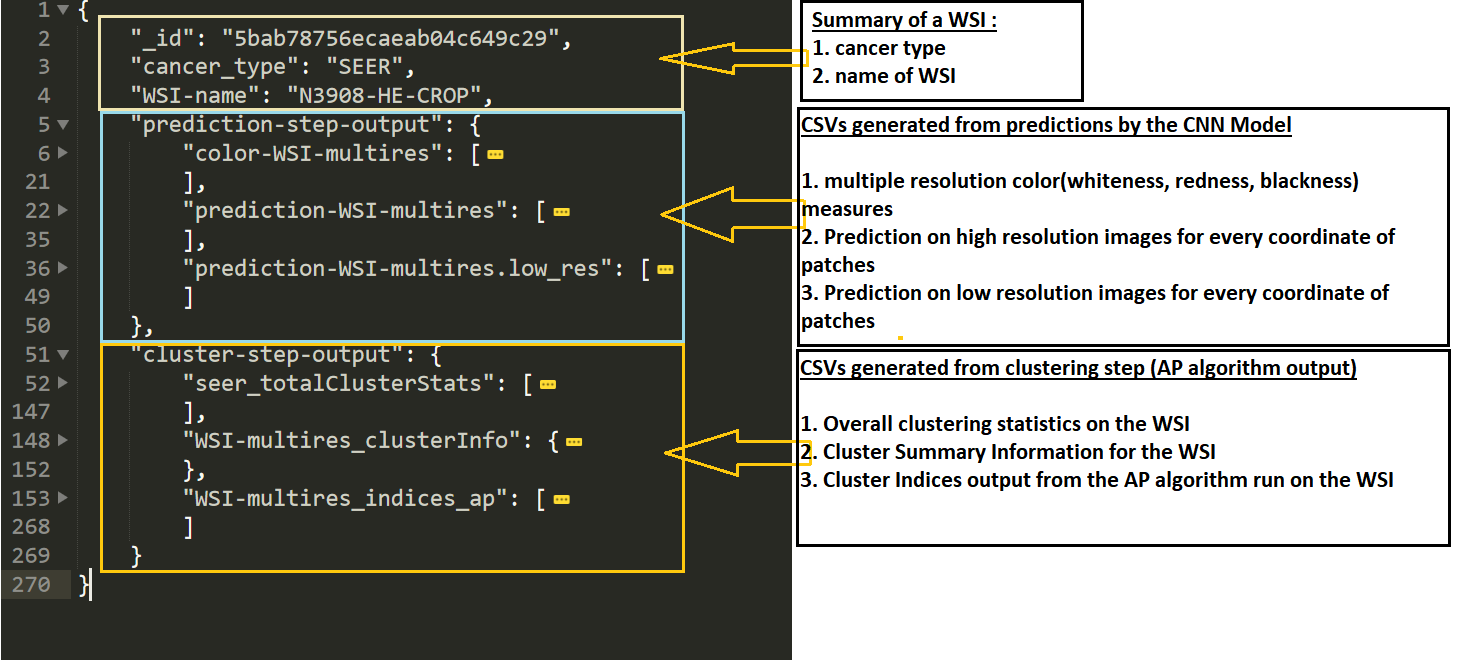 1 {
2 "_id": "5bab78756ecaeab04c649c29",
3 "cancer_type": "SEER",
4 "WSI-name": "N3908-HE-CROP",
5 "prediction-step-output": {
6 "color-WSI-multires": [
21 ],
22 "prediction-WSI-multires": [
35 ],
36 "prediction-WSI-multires.low_res": [
49 ]
50 },
51 "cluster-step-output": {
52 "seer_totalClusterStats": [
147 ],
148 "WSI-multires_clusterInfo": {
152 },
153 "WSI-multires_indices_ap": [
268 ]
269 }
270 }
Summary of a WSI :
1. cancer type
2. name of WSI
CSVs generated from predictions by the CNN Model
1. multiple resolution color(whiteness, redness, blackness)
measures
2. Prediction on high resolution images for every coordinate of
patches
3. Prediction on low resolution images for every coordinate of
patches
CSVs generated from clustering step (AP algorithm output)
1. Overall clustering statistics on the WSI
2. Cluster Summary Information for the WSI
3. Cluster Indices output from the AP algorithm run on the WSI